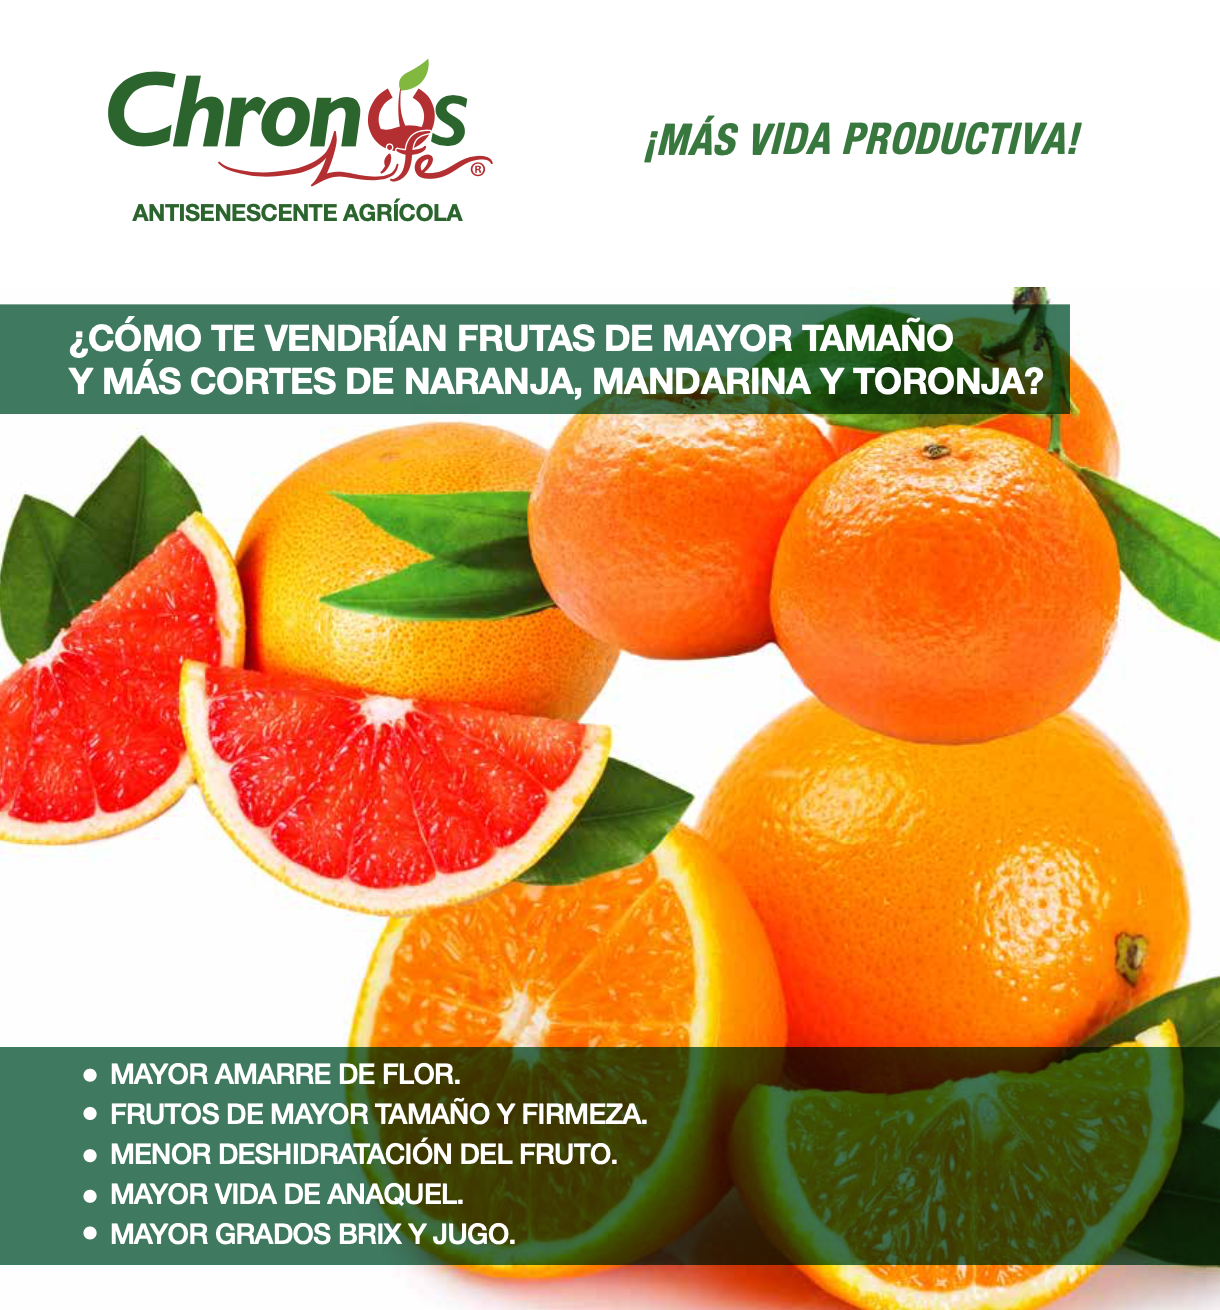 Chronos
Life®
ANTISENESCENTE AGRÍCOLA
¡MÁS VIDA PRODUCTIVA!
¿CÓMO TE VENDRÍAN FRUTAS DE MAYOR TAMAÑO
Y MÁS CORTES DE NARANJA, MANDARINA Y TORONJA?
• MAYOR AMARRE DE FLOR.
• FRUTOS DE MAYOR TAMAÑO Y FIRMEZA.
• MENOR DESHIDRATACIÓN DEL FRUTO.
• MAYOR VIDA DE ANAQUEL.
• MAYOR GRADOS BRIX Y JUGO.